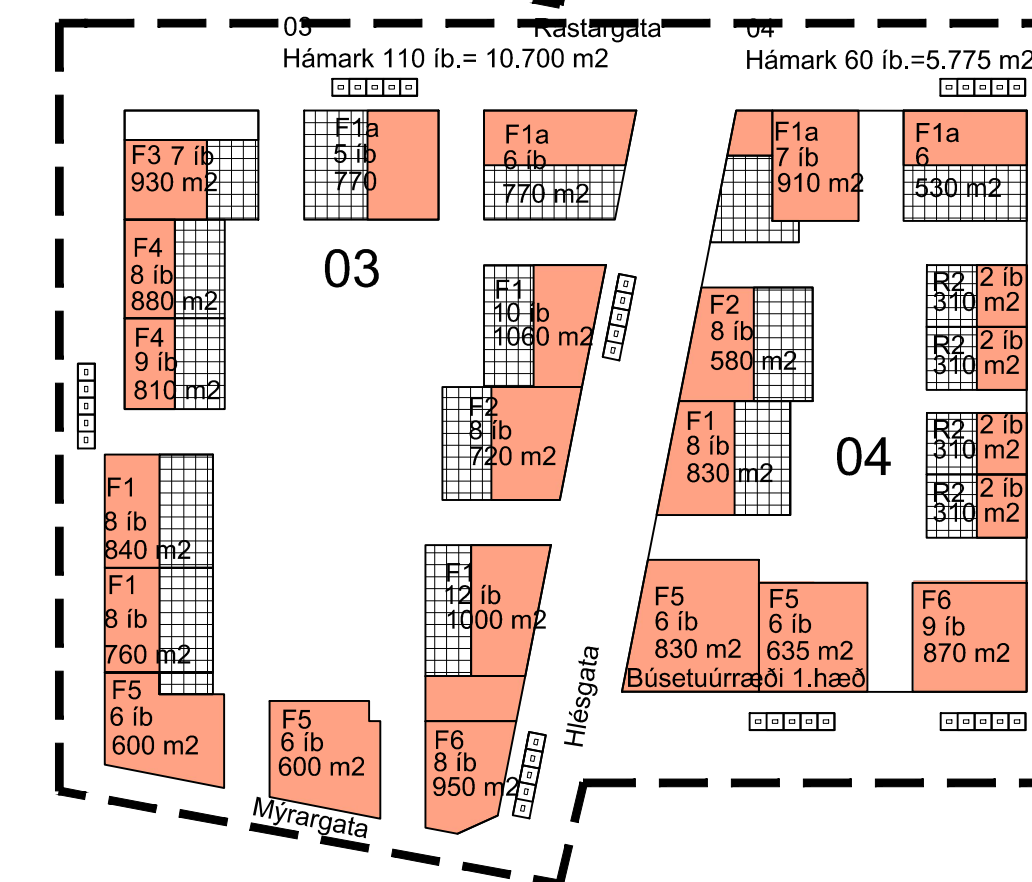 03
Rastargata
04
Hámark 110 íb.= 10.700 m2
Hámark 60 íb.=5.775 m2
F3 7 íb
930 m2
F1a
5 íb
770
F1a
6 íb
770 m2
F1a
7 íb
910 m2
F1a
6
530 m2
F4
8 íb
880 m2
F4
9 íb
810 m2
03
F1
10 íb
1060 m2
F2
8 íb
720 m2
F2
8 íb
580 m2
F1
8 íb
830 m2
04
R2 2 íb
310 m2
R2 2 íb
310 m2
R2 2 íb
310 m2
R2 2 íb
310 m2
F1
8 íb
840 m2
F1
8 íb
760 m2
F5
6 íb
600 m2
F5
6 íb
600 m2
F1
12 íb
1000 m2
F6
8 íb
950 m2
Hlésgata
F5
6 íb
830 m2
F5
6 íb
635 m2
Búsetuúrræði 1.hæð
F6
9 íb
870 m2
Mýrargata